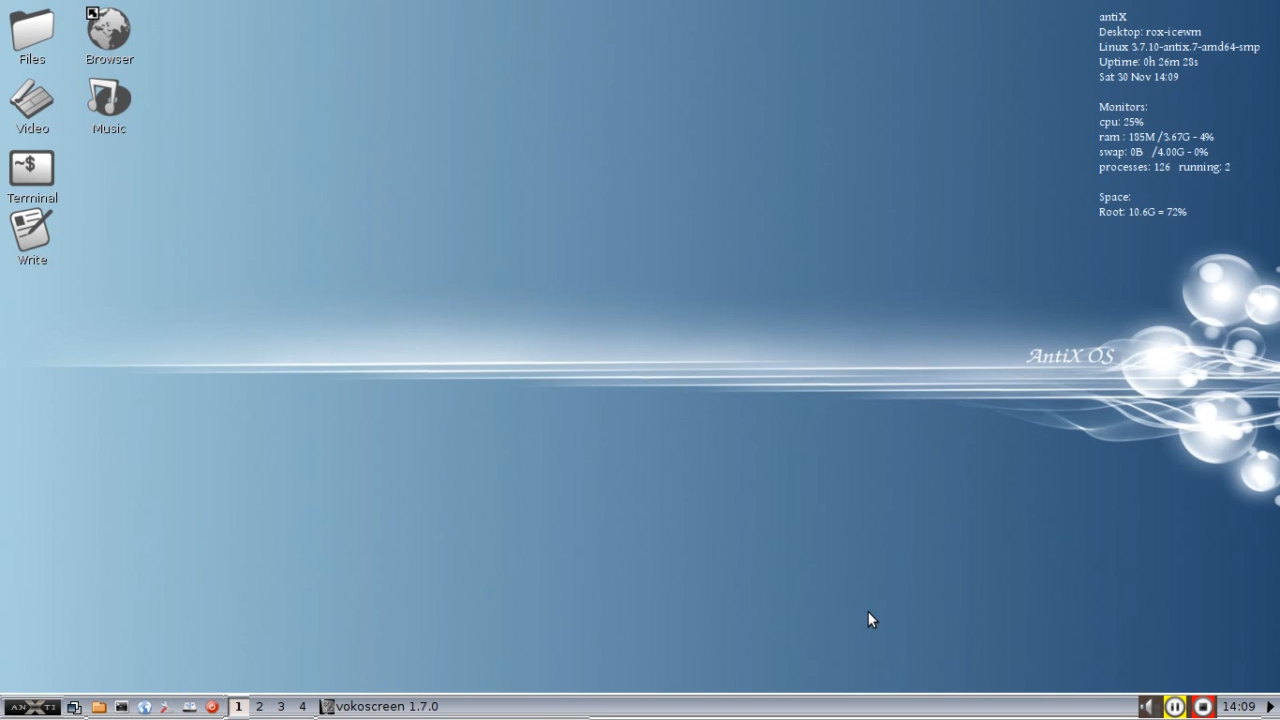 Files
Browser
Video
Music
~$
Terminal
Write
antiX
Desktop: rox-icewm
Linux 3.7.10-antix.7-amd64-smp
Uptime: 0h 26m 28s
Sat 30 Nov 14:09
Monitors:
cpu: 25%
ram : 185M /3.67G - 4%
swap: 0B /4.00G - 0%
processes: 126 running: 2
Space:
Root: 10.6G = 72%
AntiX OS
ANTI 1 2 3 4 vokoscreen 1.7.0 14:09